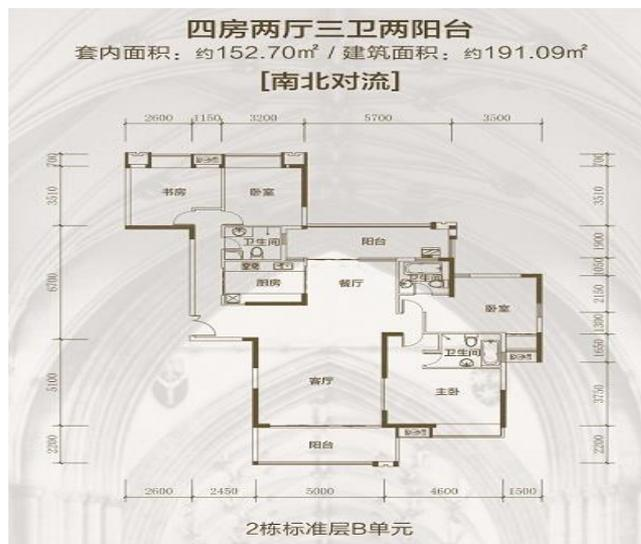 四房两厅三卫两阳台
套内面积：约152.70㎡ / 建筑面积：约191.09㎡
[南北对流]
2600 1150 3200 5700 3500
700
700
3510
3510
书房
卧室
卫生间
阳台
1900
6700
1050
厨房
餐厅
卫生间
2150
卧室
1300
卫生间
1650
5100
客厅
主卧
3750
2200
阳台
2200
2600 2450 5000 4600 1500
2栋标准层B单元